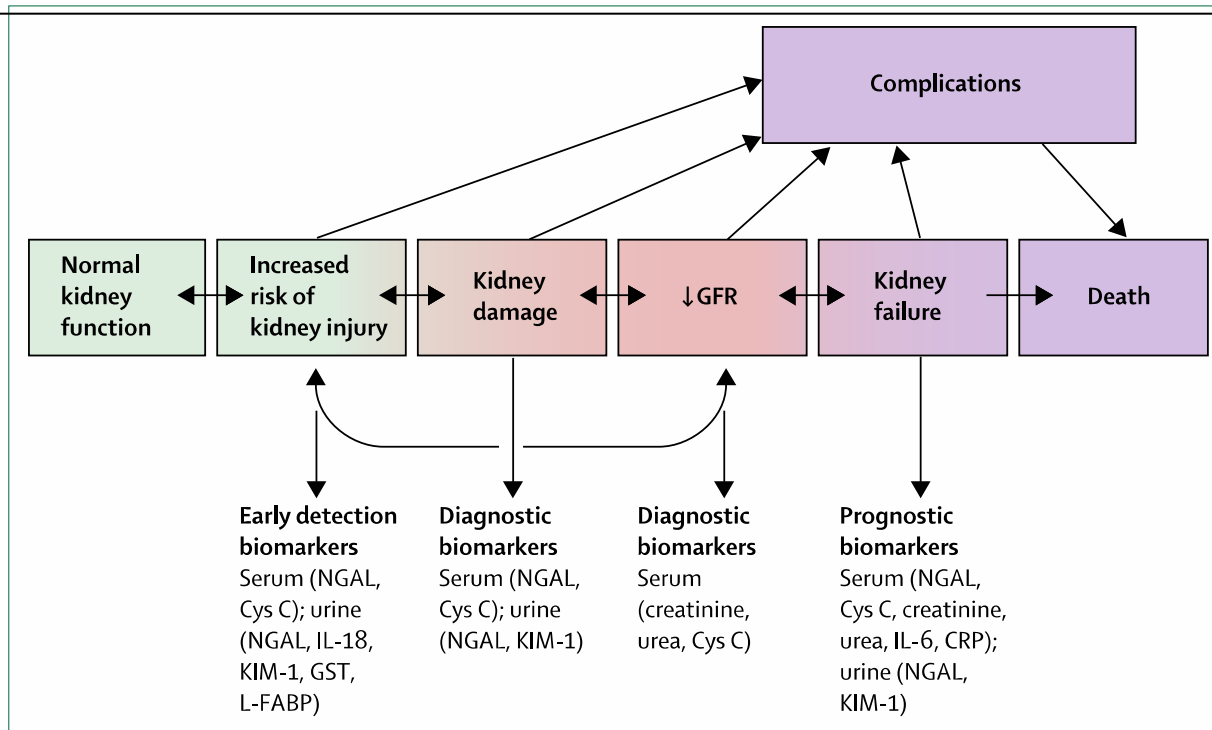 Complications
Normal
kidney
function
Increased
risk of
kidney injury
Kidney
damage
↓GFR
Kidney
failure
Death
Early detection
biomarkers
Serum (NGAL,
Cys C); urine
(NGAL, IL-18,
KIM-1, GST,
L-FABP)
Diagnostic
biomarkers
Serum (NGAL,
Cys C); urine
(NGAL, KIM-1)
Diagnostic
biomarkers
Serum
(creatinine,
urea, Cys C)
Prognostic
biomarkers
Serum (NGAL,
Cys C, creatinine,
urea, IL-6, CRP);
urine (NGAL,
KIM-1)